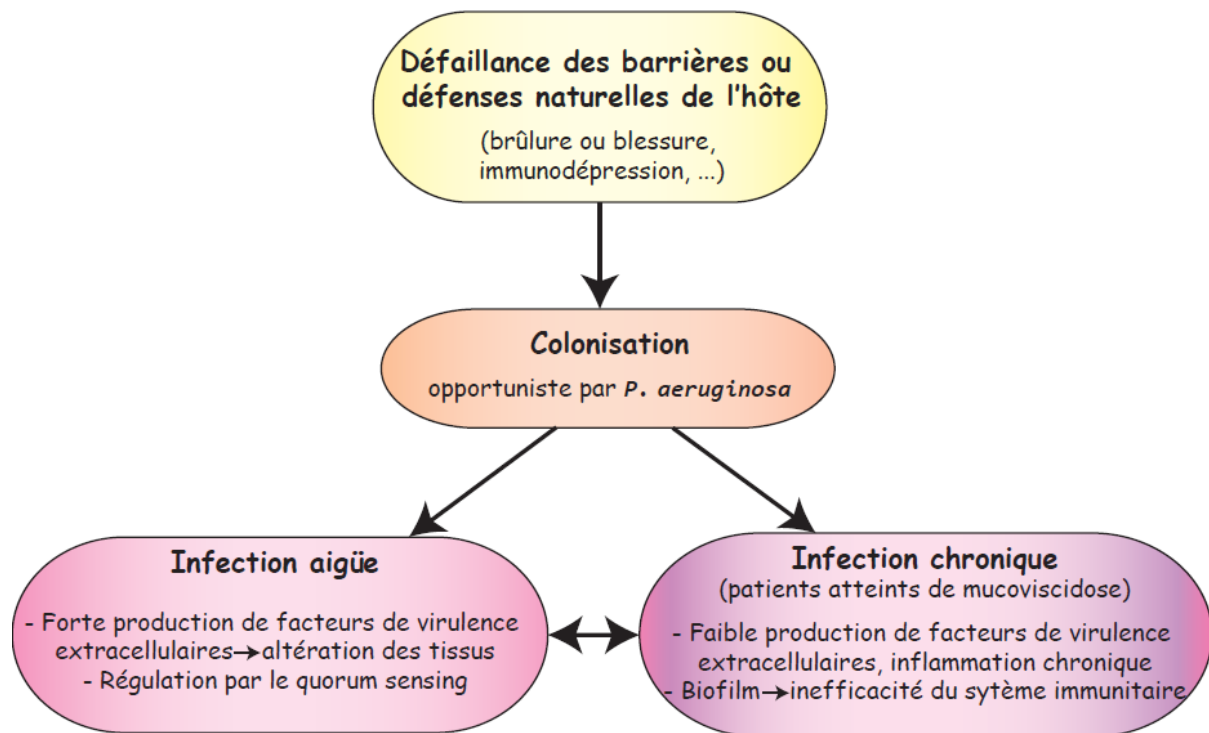 Défaillance des barrières ou
défenses naturelles de l'hôte
(brûlure ou blessure,
immunodépression, ...)
Colonisation
opportuniste par P. aeruginosa
Infection aigüe
- Forte production de facteurs de virulence
extracellulaires→altération des tissus
- Régulation par le quorum sensing
Infection chronique
(patients atteints de mucoviscidose)
- Faible production de facteurs de virulence
extracellulaires, inflammation chronique
- Biofilm→inefficacité du sytème immunitaire